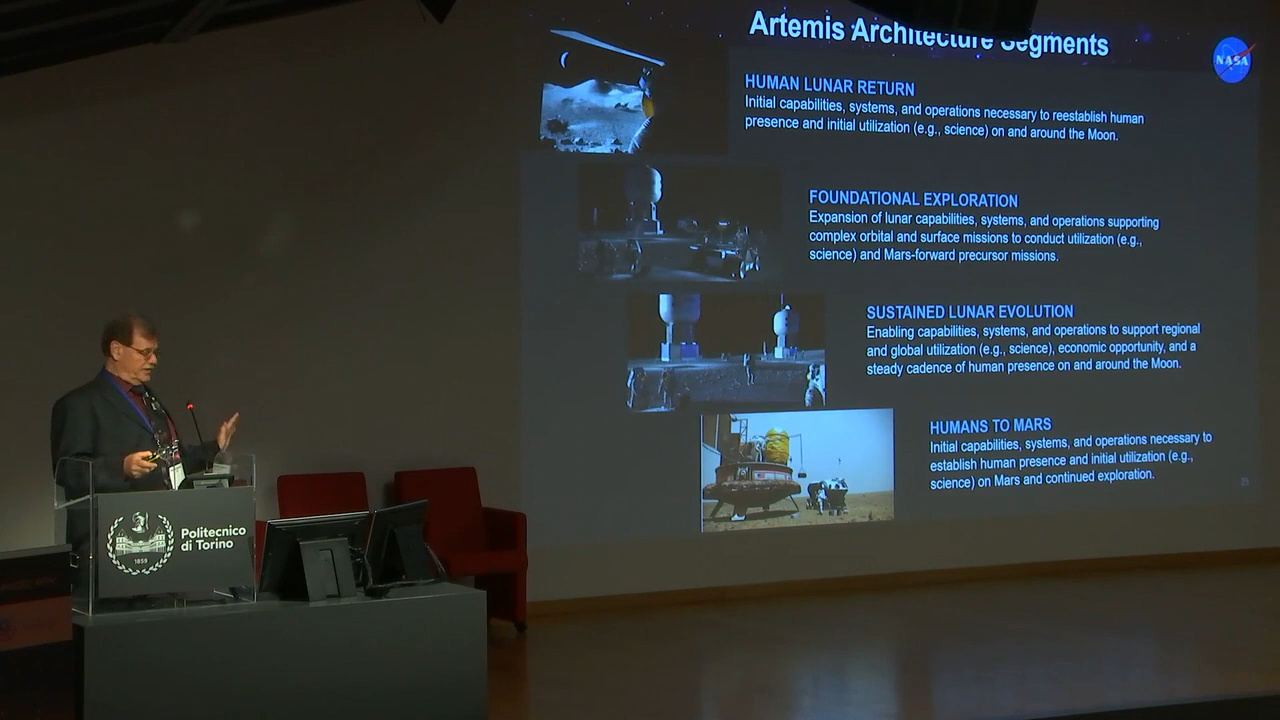 Artemis Architecture Segments
NASA
HUMAN LUNAR RETURN
Initial capabilities, systems, and operations necessary to reestablish human
presence and initial utilization (e.g., science) on and around the Moon.
FOUNDATIONAL EXPLORATION
Expansion of lunar capabilities, systems, and operations supporting
complex orbital and surface missions to conduct utilization (e.g.,
science) and Mars-forward precursor missions.
SUSTAINED LUNAR EVOLUTION
Enabling capabilities, systems, and operations to support regional
and global utilization (e.g., science), economic opportunity, and a
steady cadence of human presence on and around the Moon.
HUMANS TO MARS
Initial capabilities, systems, and operations necessary to
establish human presence and initial utilization (e.g.,
science) on Mars and continued exploration.
Politecnico
di Torino
1859